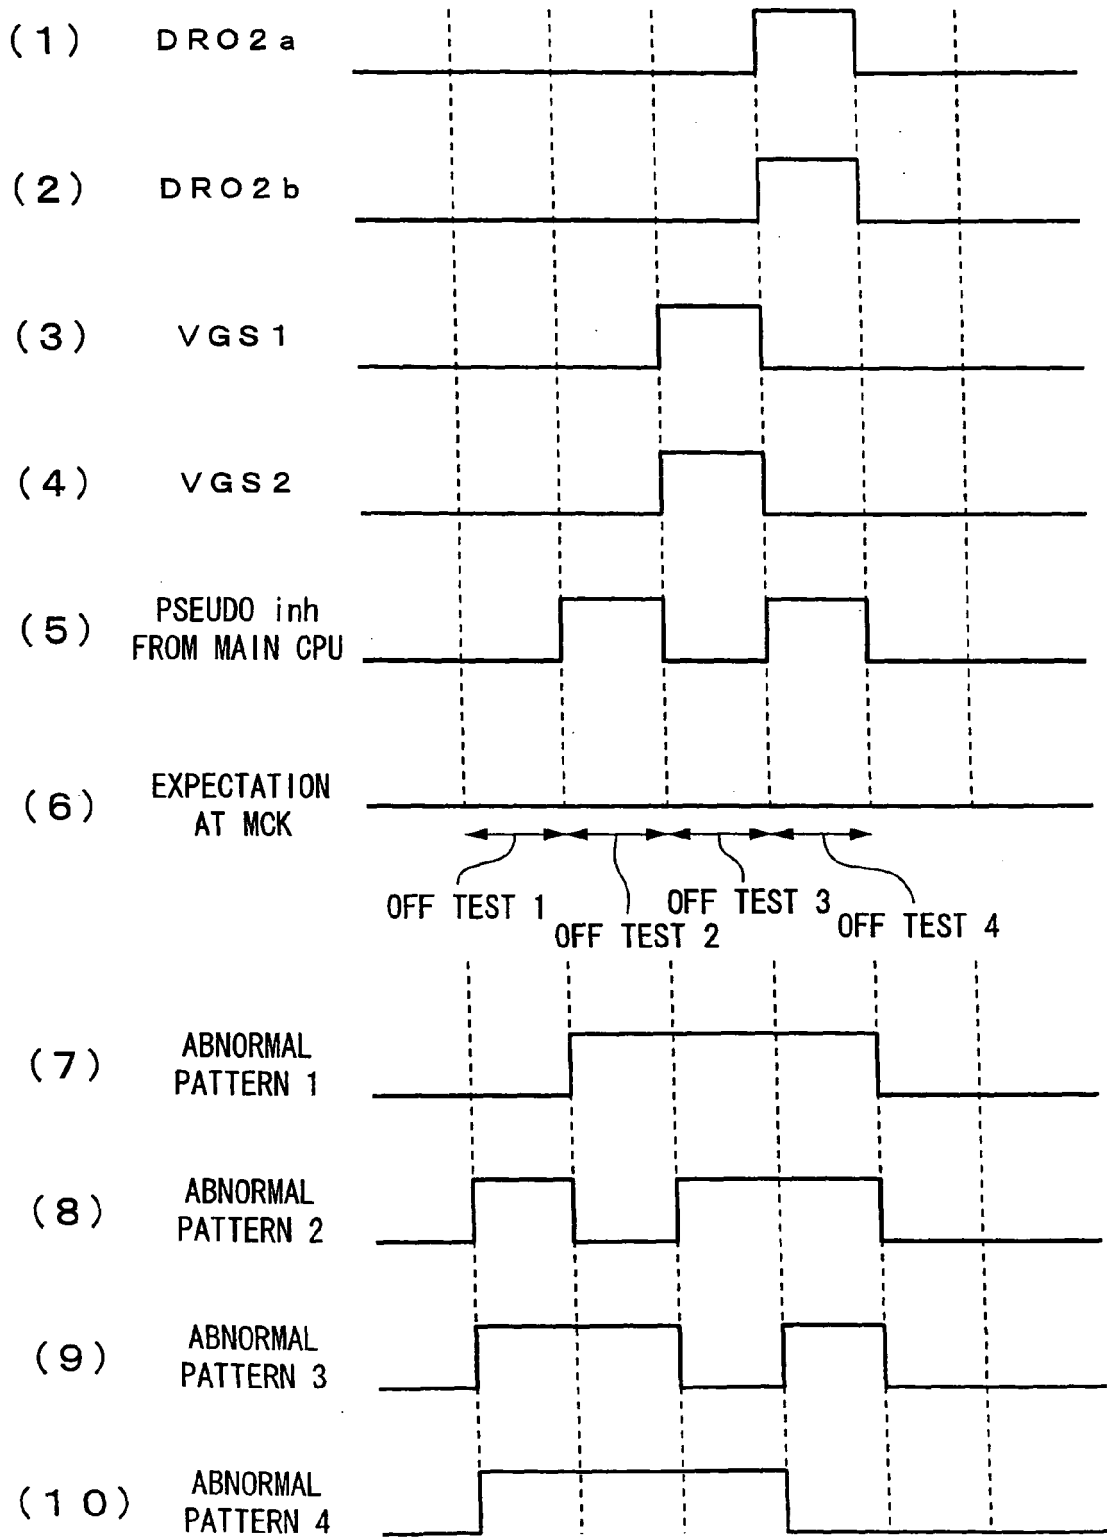 (1) DRO2a
(2) DRO2b
(3) VGS1
(4) VGS2
(5) PSEUDO inh
FROM MAIN CPU
(6) EXPECTATION
AT MCK
OFF TEST 1
OFF TEST 2
OFF TEST 3
OFF TEST 4
(7) ABNORMAL
PATTERN 1
(8) ABNORMAL
PATTERN 2
(9) ABNORMAL
PATTERN 3
(10) ABNORMAL
PATTERN 4